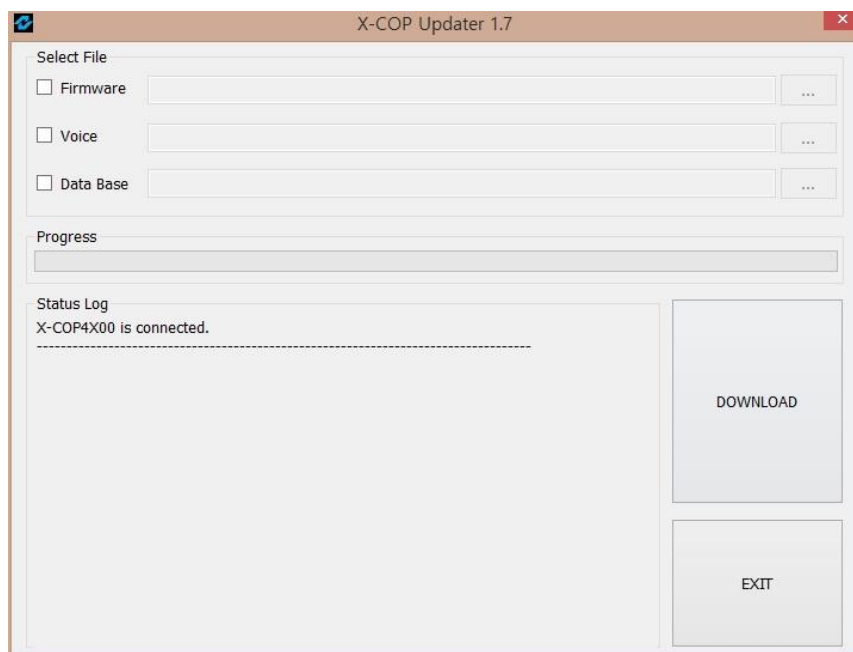 X-COP Updater 1.7
Select File
Firmware ...
Voice ...
Data Base ...
Progress
Status Log
X-COP4X00 is connected.
--------------------------------------------------------------------------------
DOWNLOAD
EXIT